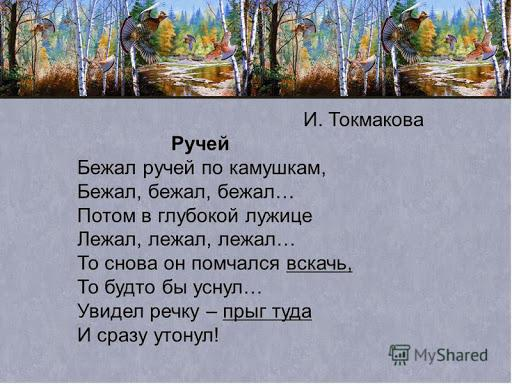 И. Токмакова
Ручей
Бежал ручей по камушкам,
Бежал, бежал, бежал…
Потом в глубокой лужице
Лежал, лежал, лежал…
То снова он помчался вскачь,
То будто бы уснул…
Увидел речку – прыг туда
И сразу утонул!
MyShared